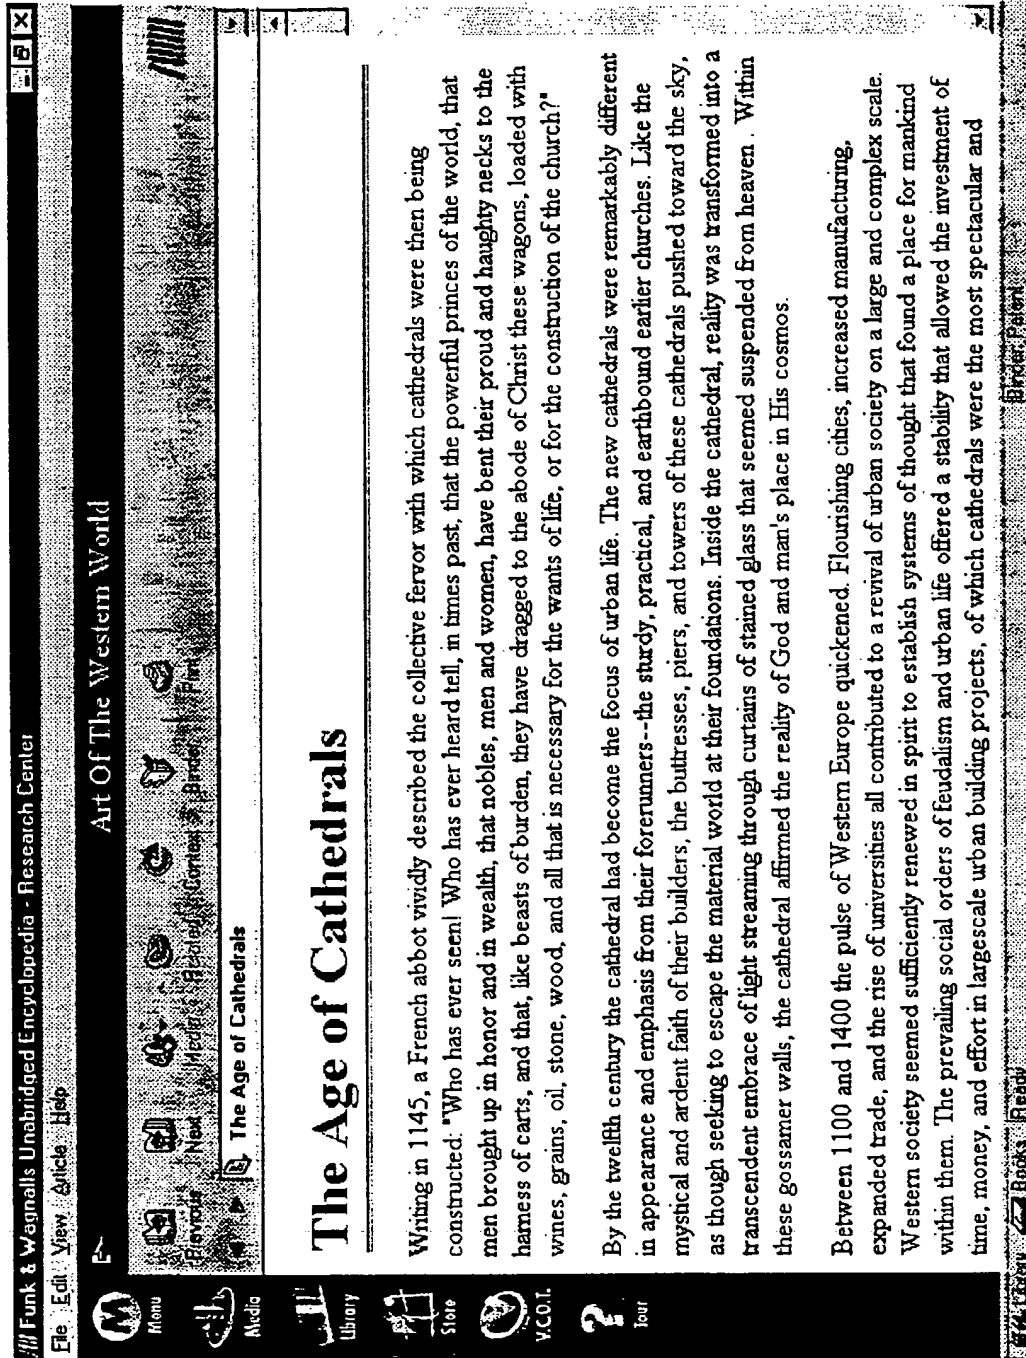 Funk & Wagnalls Unabridged Encyclopedia - Research Center
File Edit View Article Help
Art Of The Western World
Previous Next Media Related Context Binder Print
The Age of Cathedrals
Menu
Media
Library
Store
V.C.O.T.
Tour
The Age of Cathedrals
Writing in 1145, a French abbot vividly described the collective fervor with which cathedrals were then being
constructed: "Who has ever seen! Who has ever heard tell, in times past, that the powerful princes of the world, that
men brought up in honor and in wealth, that nobles, men and women, have bent their proud and haughty necks to the
harness of carts, and that, like beasts of burden, they have dragged to the abode of Christ these wagons, loaded with
wines, grains, oil, stone, wood, and all that is necessary for the wants of life, or for the construction of the church?"
By the twelfth century the cathedral had become the focus of urban life. The new cathedrals were remarkably different
in appearance and emphasis from their forerunners--the sturdy, practical, and earthbound earlier churches. Like the
mystical and ardent faith of their builders, the buttresses, piers, and towers of these cathedrals pushed toward the sky,
as though seeking to escape the material world at their foundations. Inside the cathedral, reality was transformed into a
transcendent embrace of light streaming through curtains of stained glass that seemed suspended from heaven . Within
these gossamer walls, the cathedral affirmed the reality of God and man's place in His cosmos.
Between 1100 and 1400 the pulse of Western Europe quickened. Flourishing cities, increased manufacturing,
expanded trade, and the rise of universities all contributed to a revival of urban society on a large and complex scale.
Western society seemed sufficiently renewed in spirit to establish systems of thought that found a place for mankind
within them. The prevailing social orders of feudalism and urban life offered a stability that allowed the investment of
time, money, and effort in largescale urban building projects, of which cathedrals were the most spectacular and
Library Books Ready Binder: Patent